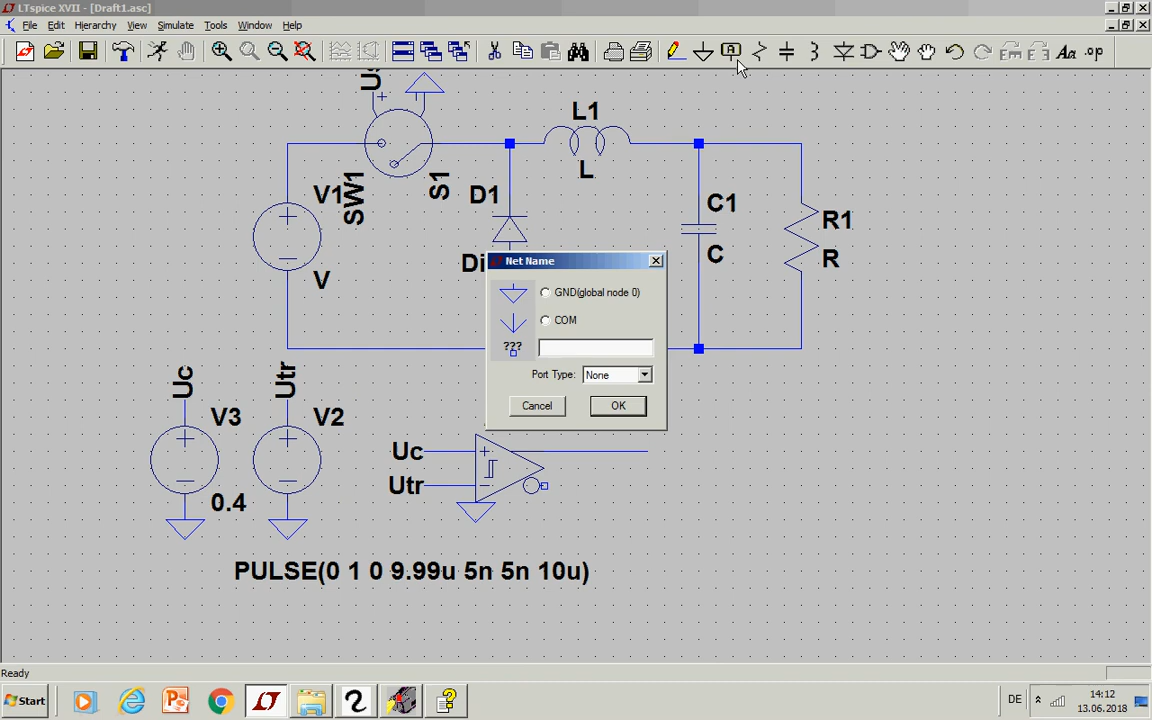 LTspice XVII - [Draft1.asc]
File Edit Hierarchy View Simulate Tools Window Help
L1
L
V1
V
SW1
S1
D1
C1
C
R1
R
Net Name
GND(global node 0)
COM
???
Port Type: None
Cancel OK
Uc
V3
0.4
Utr
V2
Uc
Utr
PULSE(0 1 0 9.99u 5n 5n 10u)
Ready
Start
DE
14:12
13.06.2018